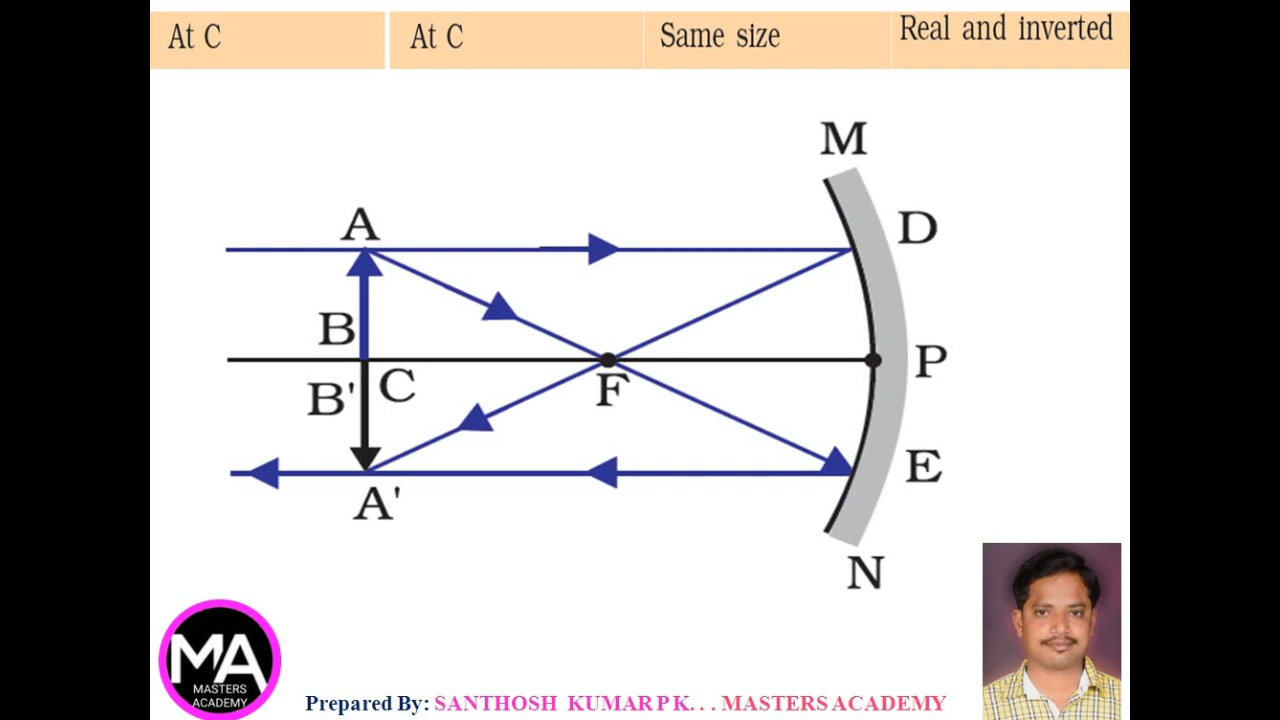 At C
At C
Same size
Real and inverted
M
A
D
B
P
B' C
F
E
A'
N
MA
MASTERS
ACADEMY
Prepared By: SANTHOSH KUMAR P K. . . MASTERS ACADEMY